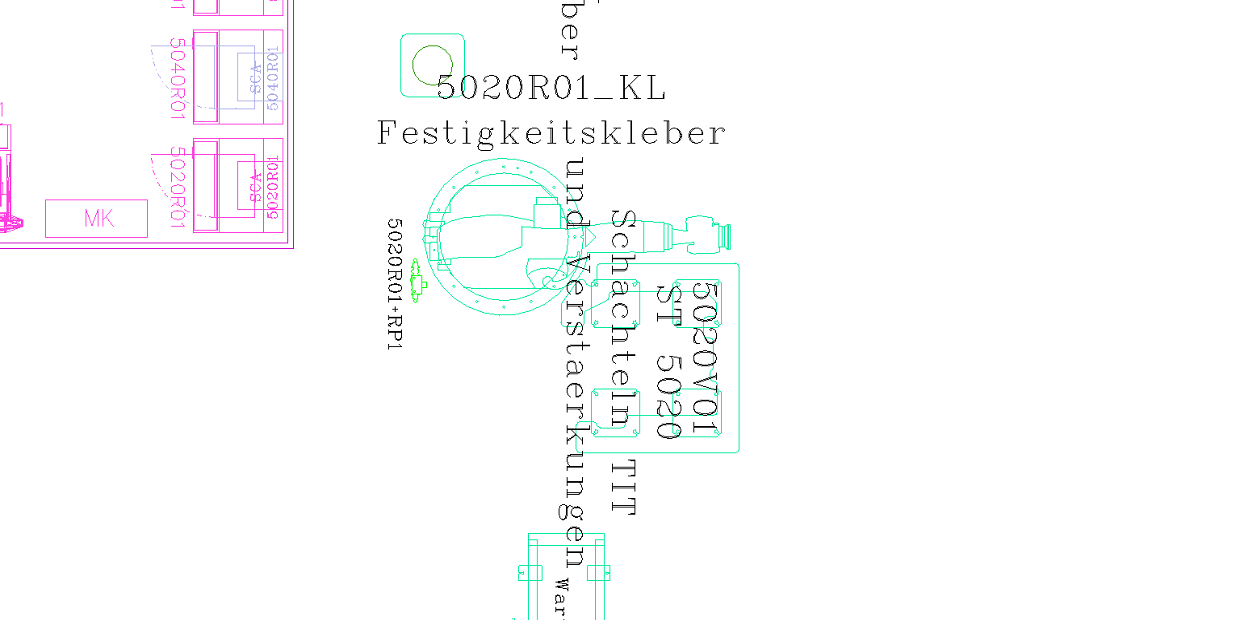 ber
5040R01
SCA
5040R01
5020R01_KL
Festigkeitskleber
5020R01
SCA
5020R01
MK
5020R01+RP1
und Verstaerkungen
Schachteln TIT
ST 5020
5020V01
War